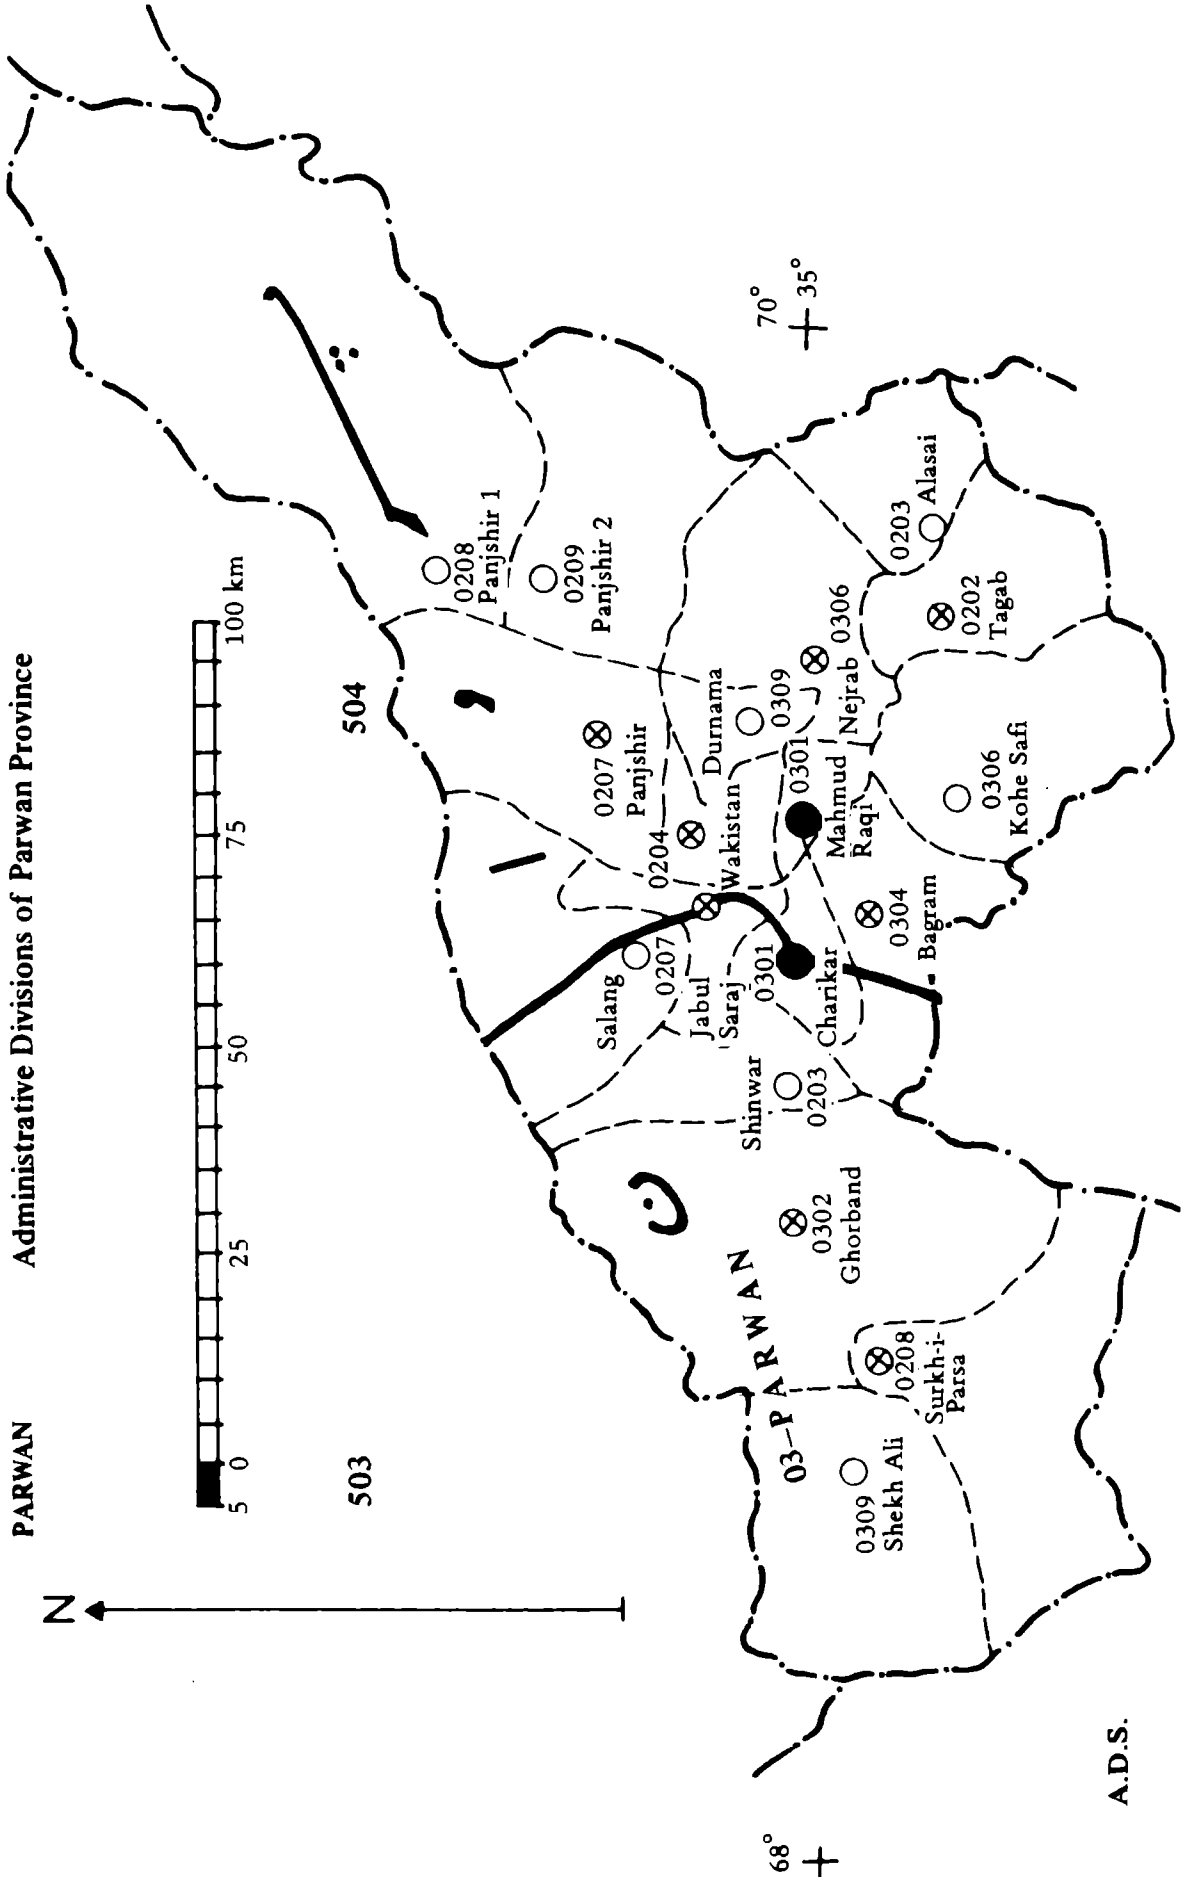 PARWAN
Administrative Divisions of Parwan Province
N
5 0 25 50 75 100 km
503
504
0208
Panjshir 1
0209
Panjshir 2
0207
Panjshir
0204
Wakistan
Salang
0207
Jabul
Saraj
0301
Charikar
Durnama
0309
0306
Nejrab
0301
Mahmud
Raqi
0203
Alasai
0202
Tagab
0306
Kohe Safi
0304
Bagram
Shinwar
0203
0302
Ghorband
03–PARWAN
0208
Surkh-i-
Parsa
0309
Shekh Ali
70°
35°
68°
A.D.S.